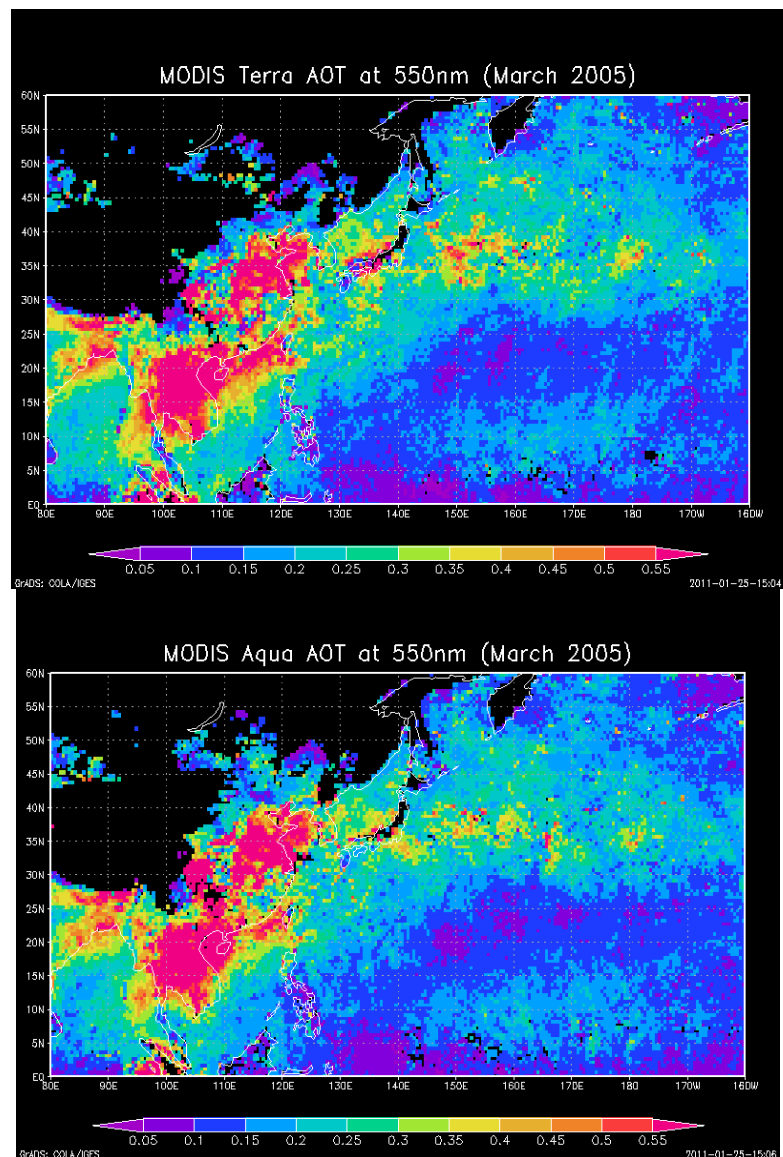 MODIS Terra AOT at 550nm (March 2005)
60N
55N
50N
45N
40N
35N
30N
25N
20N
15N
10N
5N
EQ
80E 90E 100E 110E 120E 130E 140E 150E 160E 170E 180 170W 160W
0.05 0.1 0.15 0.2 0.25 0.3 0.35 0.4 0.45 0.5 0.55
GrADS: COLA/IGES 2011-01-25-15:04
MODIS Aqua AOT at 550nm (March 2005)
60N
55N
50N
45N
40N
35N
30N
25N
20N
15N
10N
5N
EQ
80E 90E 100E 110E 120E 130E 140E 150E 160E 170E 180 170W 160W
0.05 0.1 0.15 0.2 0.25 0.3 0.35 0.4 0.45 0.5 0.55
GrADS: COLA/IGES 2011-01-25-15:06